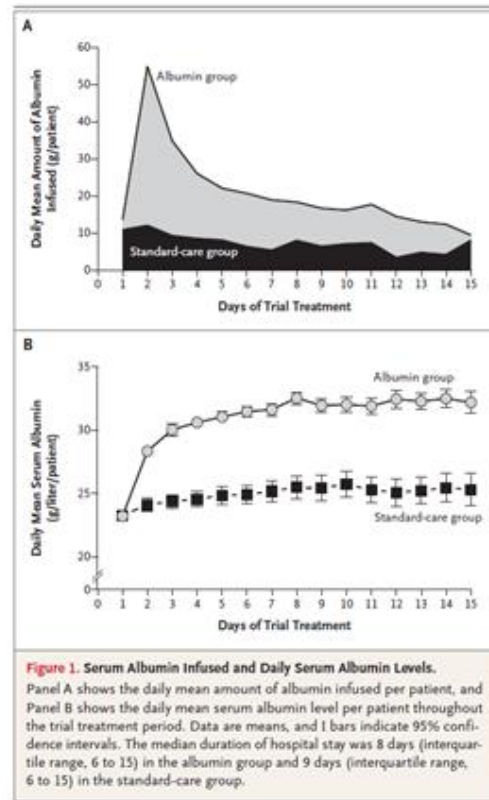 A
Daily Mean Amount of Albumin
Infused (g/patient)
60
50
40
30
20
10
0
Albumin group
Standard-care group
0 1 2 3 4 5 6 7 8 9 10 11 12 13 14 15
Days of Trial Treatment
B
Daily Mean Serum Albumin
(g/liter/patient)
35
30
25
20
0
Albumin group
Standard-care group
0 1 2 3 4 5 6 7 8 9 10 11 12 13 14 15
Days of Trial Treatment
Figure 1. Serum Albumin Infused and Daily Serum Albumin Levels.
Panel A shows the daily mean amount of albumin infused per patient, and
Panel B shows the daily mean serum albumin level per patient throughout
the trial treatment period. Data are means, and I bars indicate 95% confi-
dence intervals. The median duration of hospital stay was 8 days (interquar-
tile range, 6 to 15) in the albumin group and 9 days (interquartile range,
6 to 15) in the standard-care group.